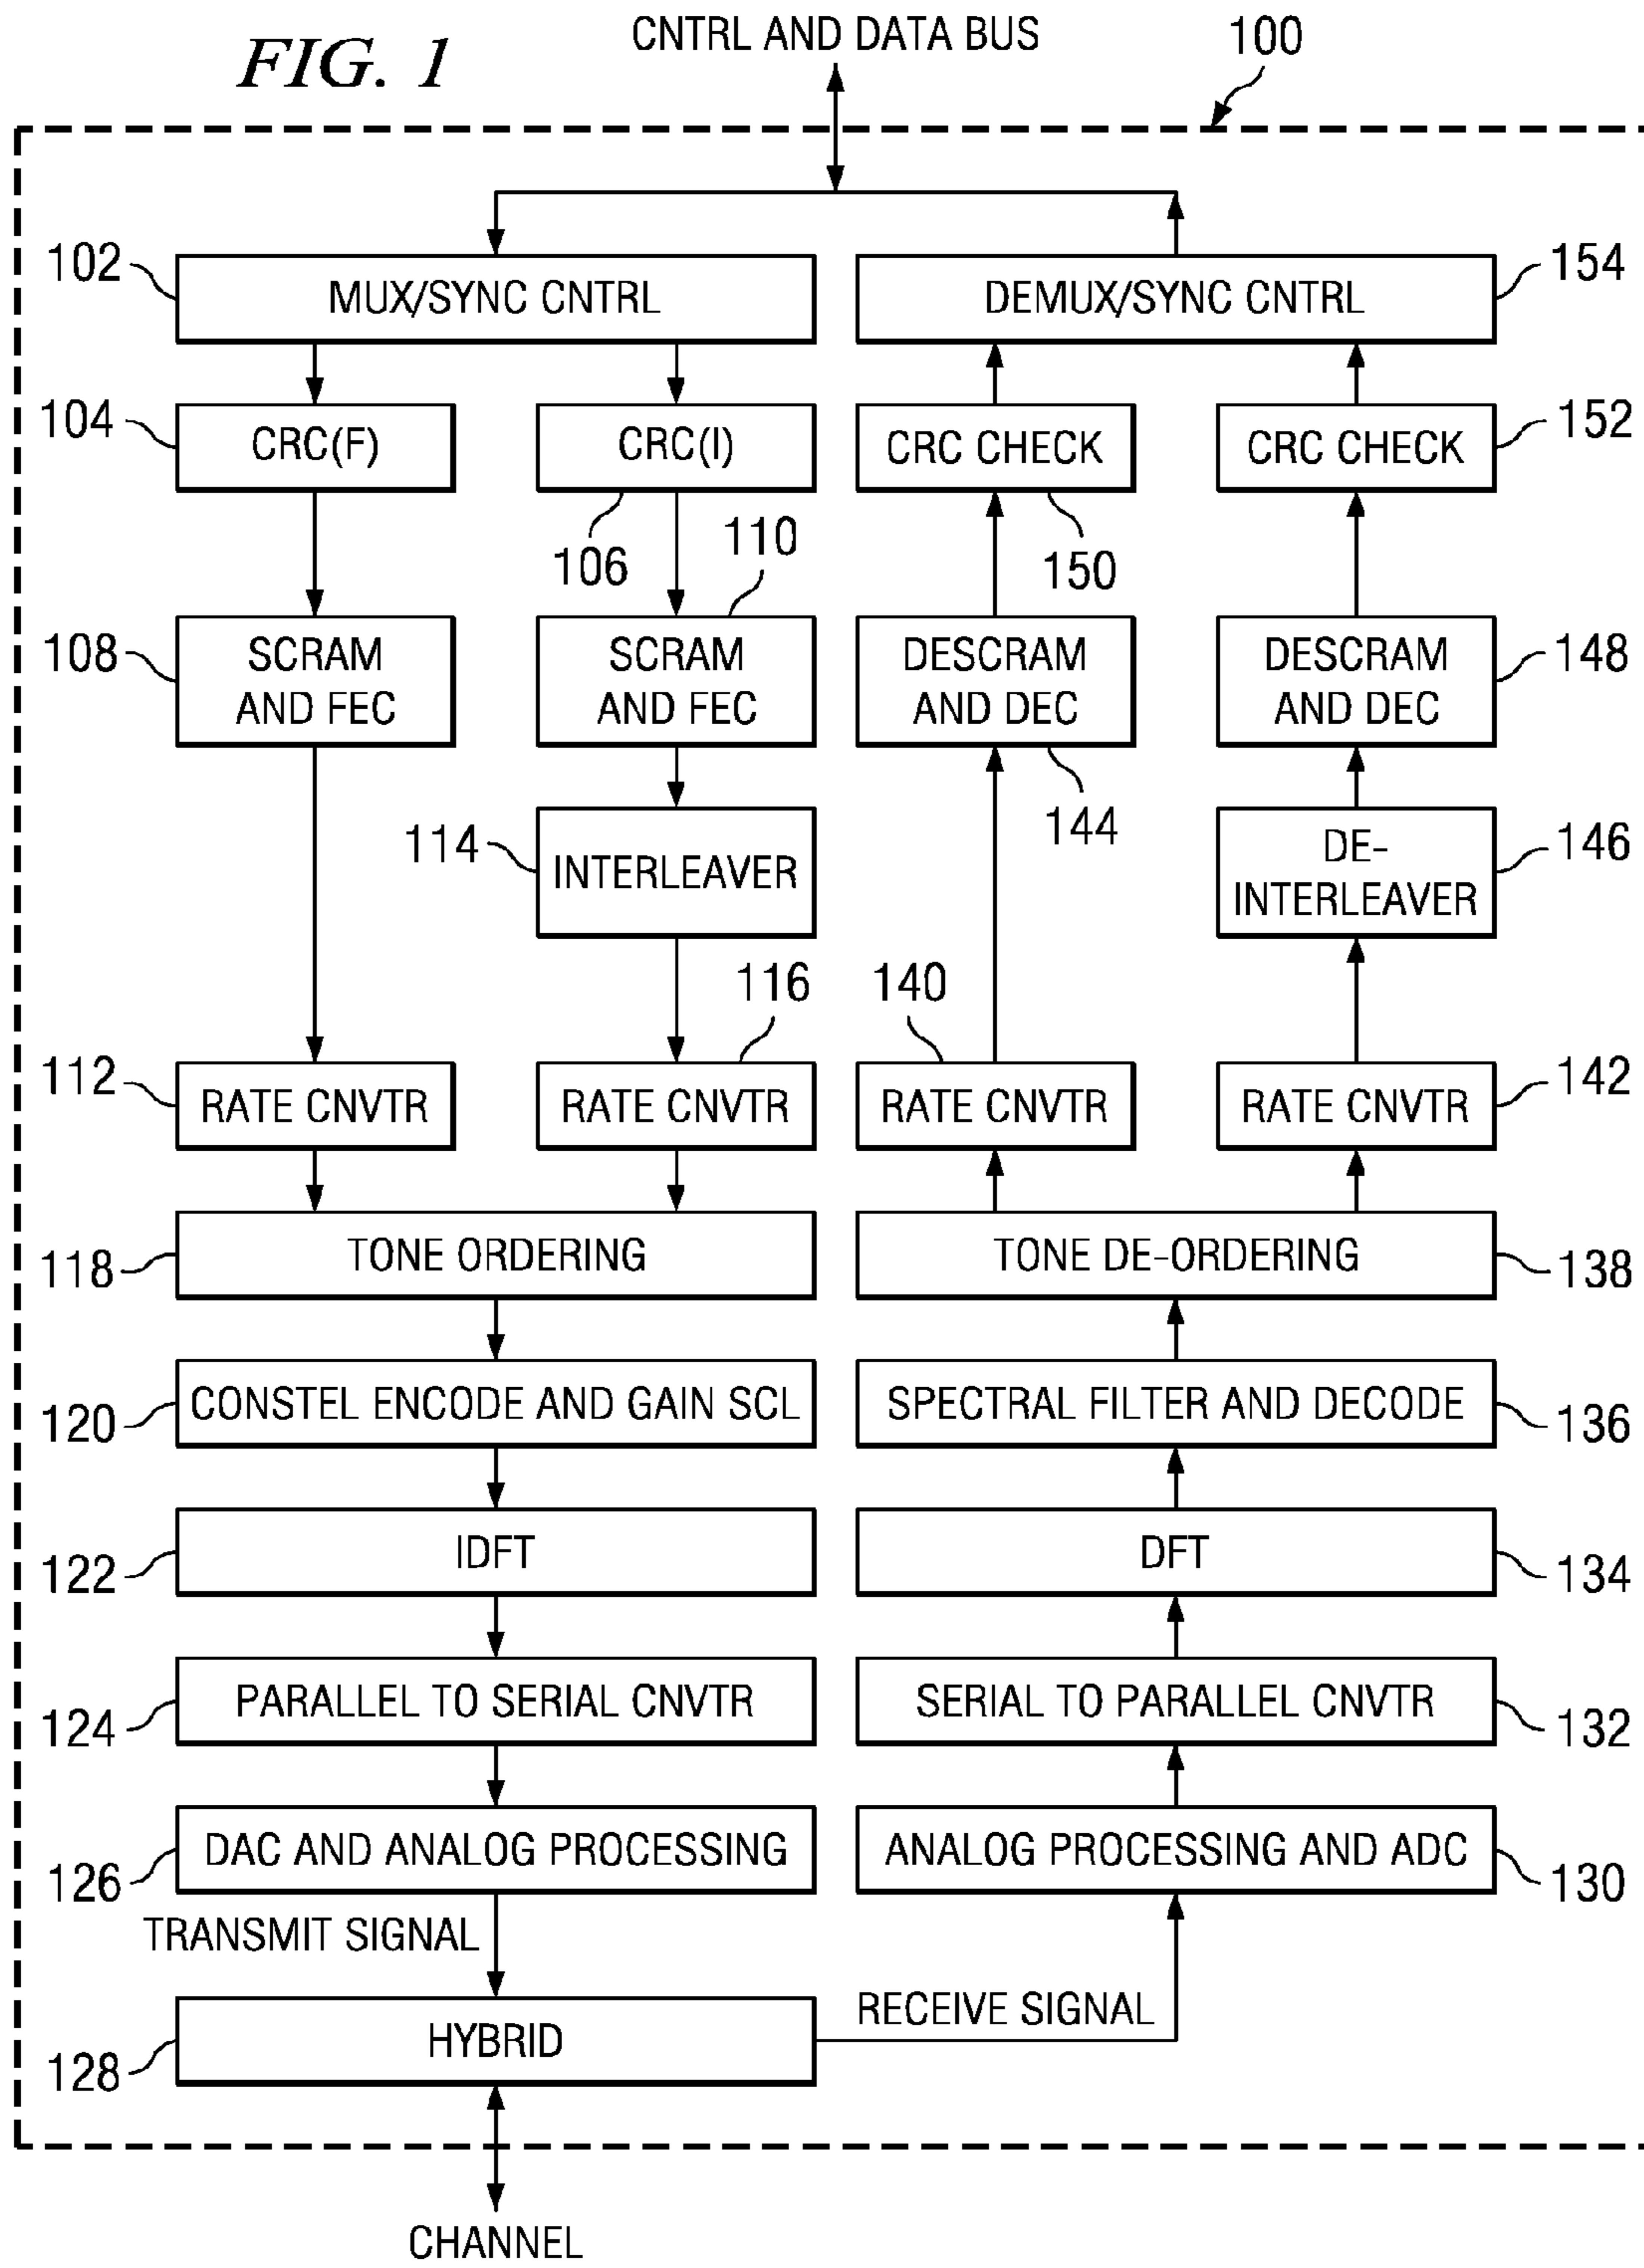 FIG. 1
CNTRL AND DATA BUS
100
102
MUX/SYNC CNTRL
DEMUX/SYNC CNTRL
154
104
CRC(F)
CRC(I)
CRC CHECK
CRC CHECK
152
106
110
150
108
SCRAM
AND FEC
SCRAM
AND FEC
DESCRAM
AND DEC
DESCRAM
AND DEC
148
114
INTERLEAVER
144
DE-
INTERLEAVER
146
116
140
112
RATE CNVTR
RATE CNVTR
RATE CNVTR
RATE CNVTR
142
118
TONE ORDERING
TONE DE-ORDERING
138
120
CONSTEL ENCODE AND GAIN SCL
SPECTRAL FILTER AND DECODE
136
122
IDFT
DFT
134
124
PARALLEL TO SERIAL CNVTR
SERIAL TO PARALLEL CNVTR
132
126
DAC AND ANALOG PROCESSING
ANALOG PROCESSING AND ADC
130
TRANSMIT SIGNAL
RECEIVE SIGNAL
128
HYBRID
CHANNEL